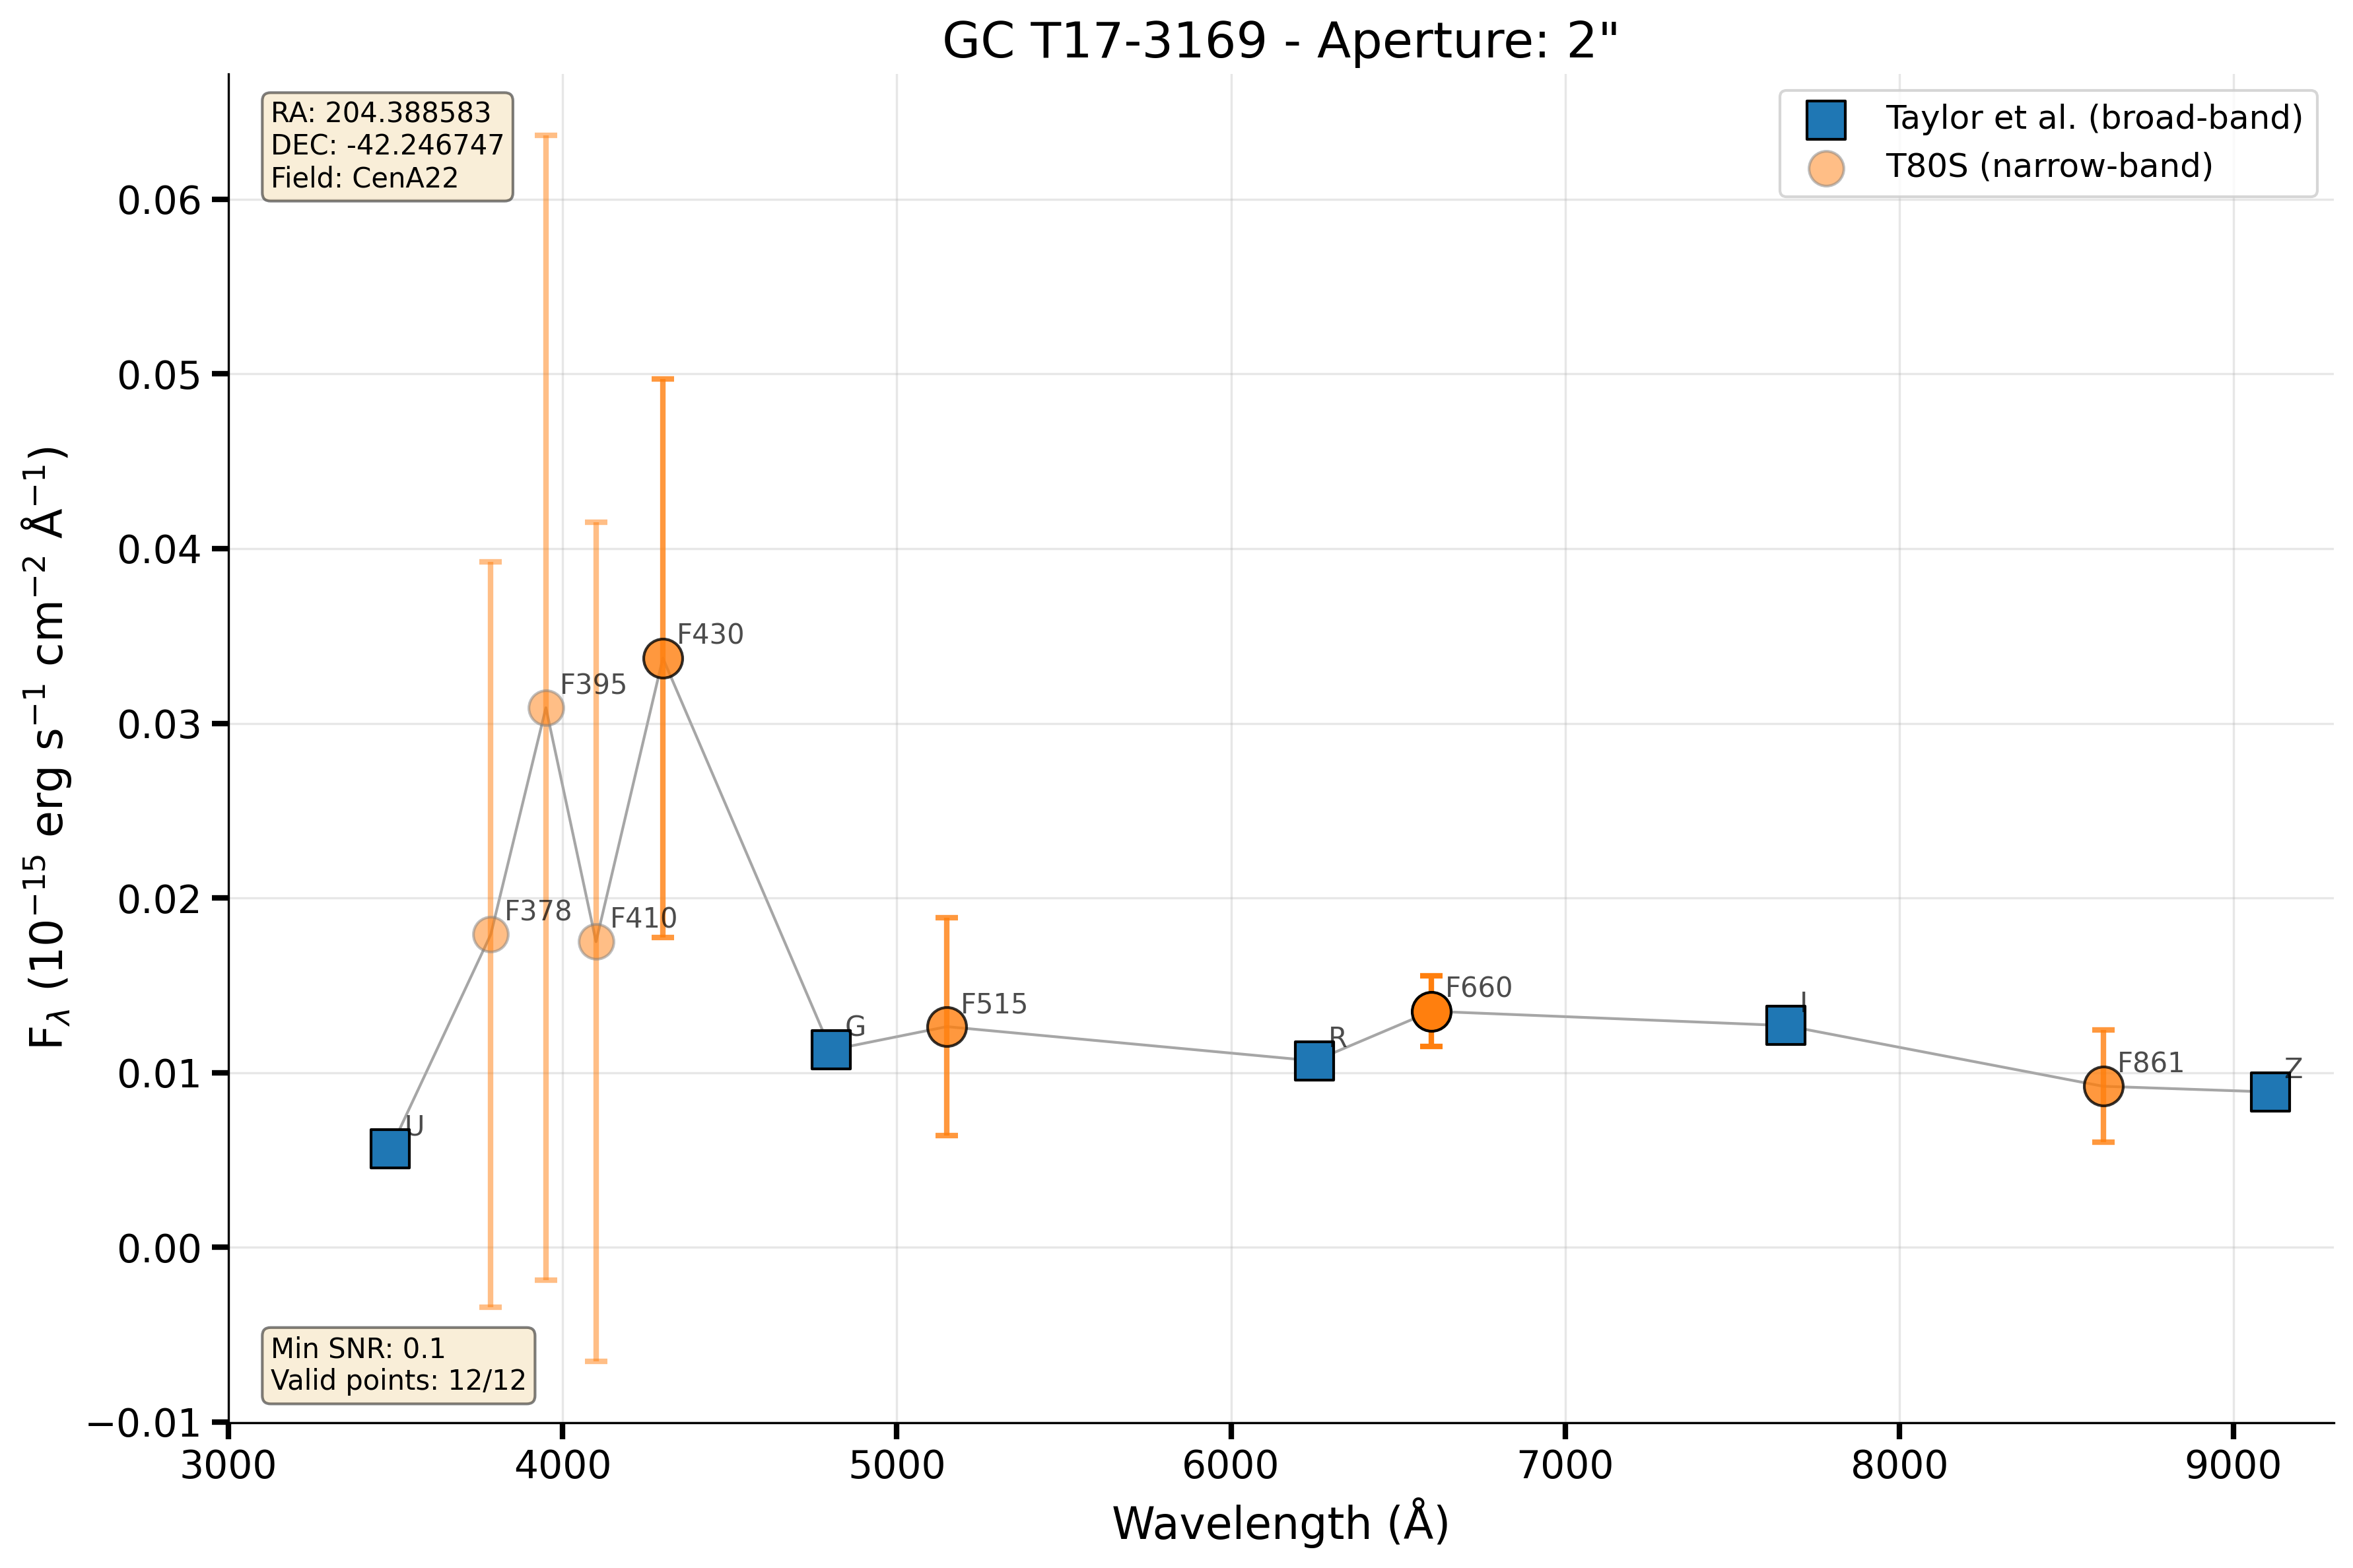 GC T17-3169 - Aperture: 2"
RA: 204.388583
DEC: -42.246747
Field: CenA22
Taylor et al. (broad-band)
T80S (narrow-band)
F_λ (10⁻¹⁵ erg s⁻¹ cm⁻² Å⁻¹)
0.06
0.05
0.04
0.03
0.02
0.01
0.00
−0.01
U
F378
F395
F410
F430
G
F515
R
F660
I
F861
Z
Min SNR: 0.1
Valid points: 12/12
3000 4000 5000 6000 7000 8000 9000
Wavelength (Å)